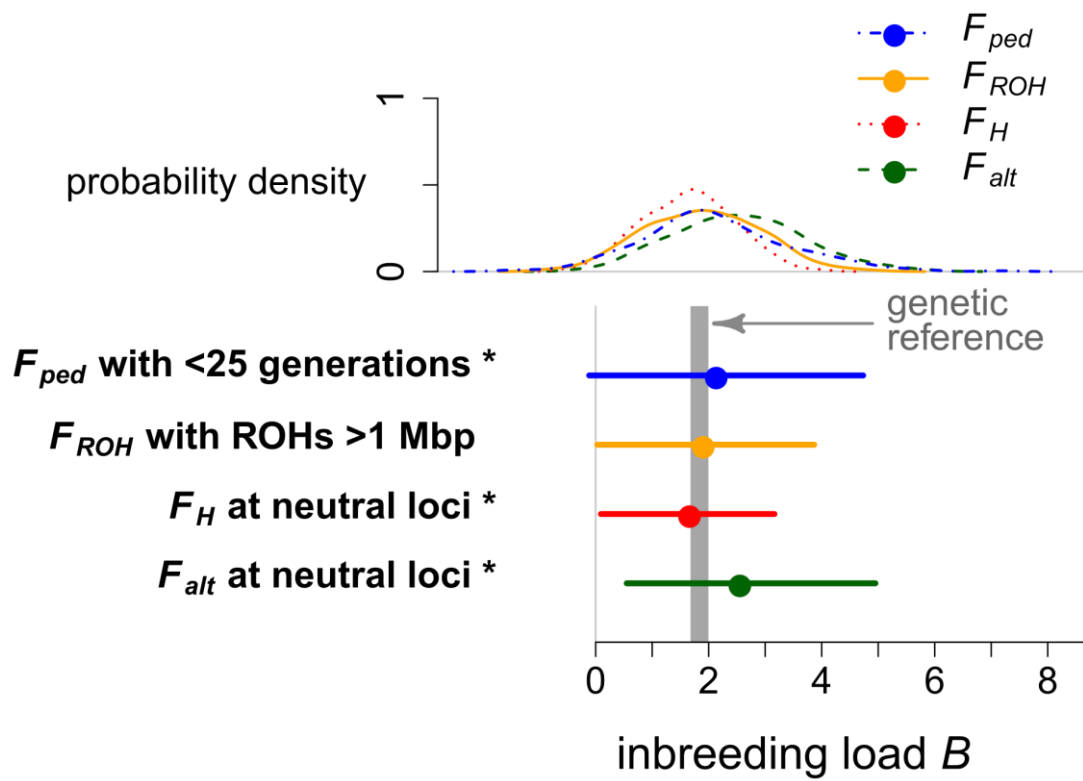 F_ped
F_ROH
F_H
F_alt
1
probability density
0
genetic
reference
F_ped with <25 generations *
F_ROH with ROHs >1 Mbp
F_H at neutral loci *
F_alt at neutral loci *
0 2 4 6 8
inbreeding load B